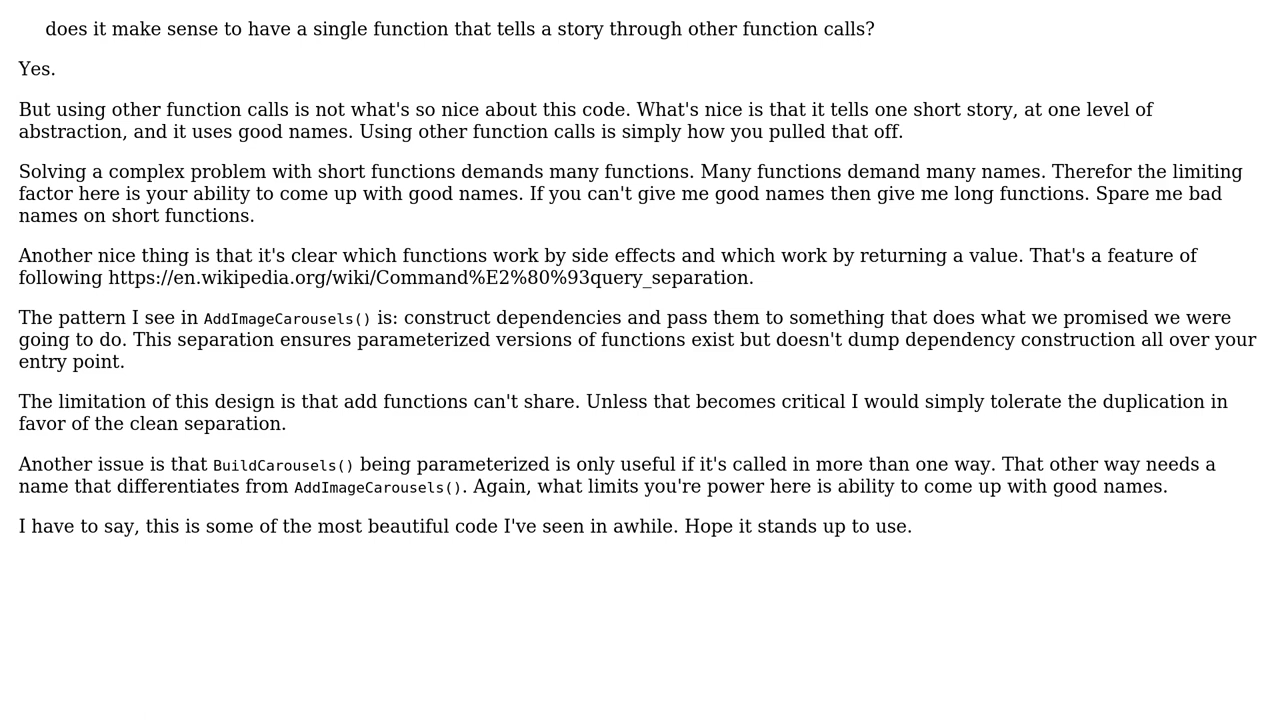 does it make sense to have a single function that tells a story through other function calls?
Yes.
But using other function calls is not what's so nice about this code. What's nice is that it tells one short story, at one level of
abstraction, and it uses good names. Using other function calls is simply how you pulled that off.
Solving a complex problem with short functions demands many functions. Many functions demand many names. Therefor the limiting
factor here is your ability to come up with good names. If you can't give me good names then give me long functions. Spare me bad
names on short functions.
Another nice thing is that it's clear which functions work by side effects and which work by returning a value. That's a feature of
following https://en.wikipedia.org/wiki/Command%E2%80%93query_separation.
The pattern I see in AddImageCarousels() is: construct dependencies and pass them to something that does what we promised we were
going to do. This separation ensures parameterized versions of functions exist but doesn't dump dependency construction all over your
entry point.
The limitation of this design is that add functions can't share. Unless that becomes critical I would simply tolerate the duplication in
favor of the clean separation.
Another issue is that BuildCarousels() being parameterized is only useful if it's called in more than one way. That other way needs a
name that differentiates from AddImageCarousels(). Again, what limits you're power here is ability to come up with good names.
I have to say, this is some of the most beautiful code I've seen in awhile. Hope it stands up to use.